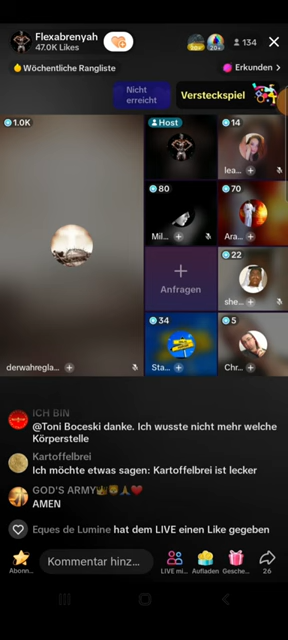 Flexabrenyah
47.0K Likes
20+
134
Wöchentliche Rangliste
Erkunden >
Nicht
erreicht
Versteckspiel
1.0K
Host
14
lea...
80
70
Mil...
Ara...
Anfragen
22
she...
34
5
derwahregla...
Sta...
Chr...
ICH BIN
@Toni Boceski danke. Ich wusste nicht mehr welche
Körperstelle
Kartoffelbrei
Ich möchte etwas sagen: Kartoffelbrei ist lecker
GOD'S ARMY👑🦁🙏❤️
AMEN
Eques de Lumine hat dem LIVE einen Like gegeben
Abonn...
Kommentar hinz...
LIVE mi...
Aufladen
Gesche...
26